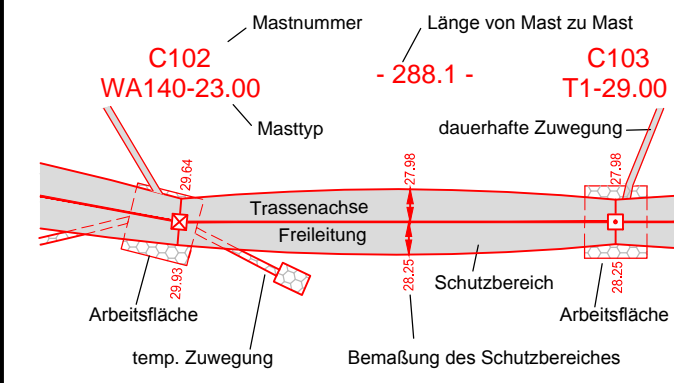 Mastnummer
Länge von Mast zu Mast
C102
WA140-23.00
- 288.1 -
C103
T1-29.00
Masttyp
dauerhafte Zuwegung
29.64
27.98
27.98
Trassenachse
Freileitung
29.93
28.25
28.25
Schutzbereich
Arbeitsfläche
Arbeitsfläche
temp. Zuwegung
Bemaßung des Schutzbereiches